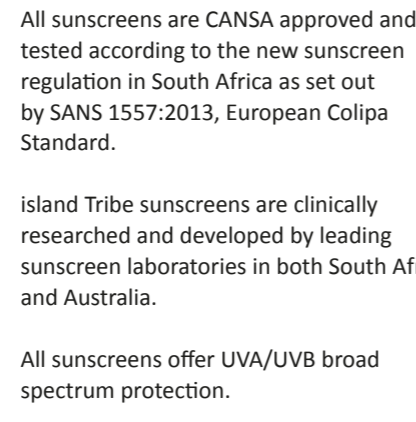 All sunscreens are CANSA approved and
tested according to the new sunscreen
regulation in South Africa as set out
by SANS 1557:2013, European Colipa
Standard.
island Tribe sunscreens are clinically
researched and developed by leading
sunscreen laboratories in both South
and Australia.
All sunscreens offer UVA/UVB broad
spectrum protection.